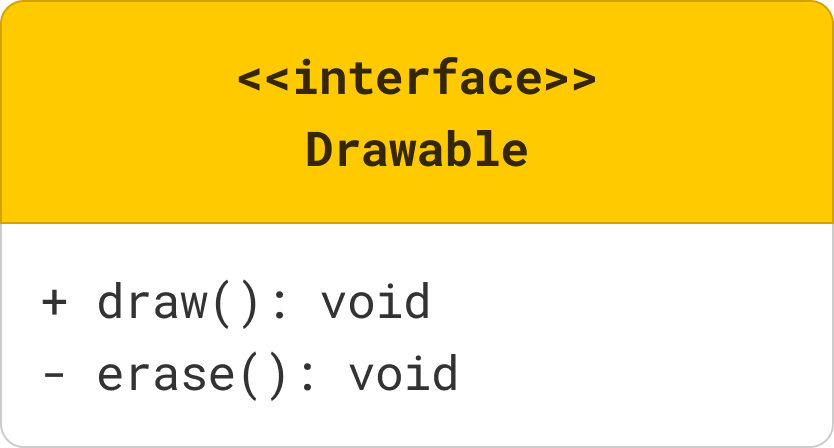 <<interface>>
Drawable
+ draw(): void
- erase(): void